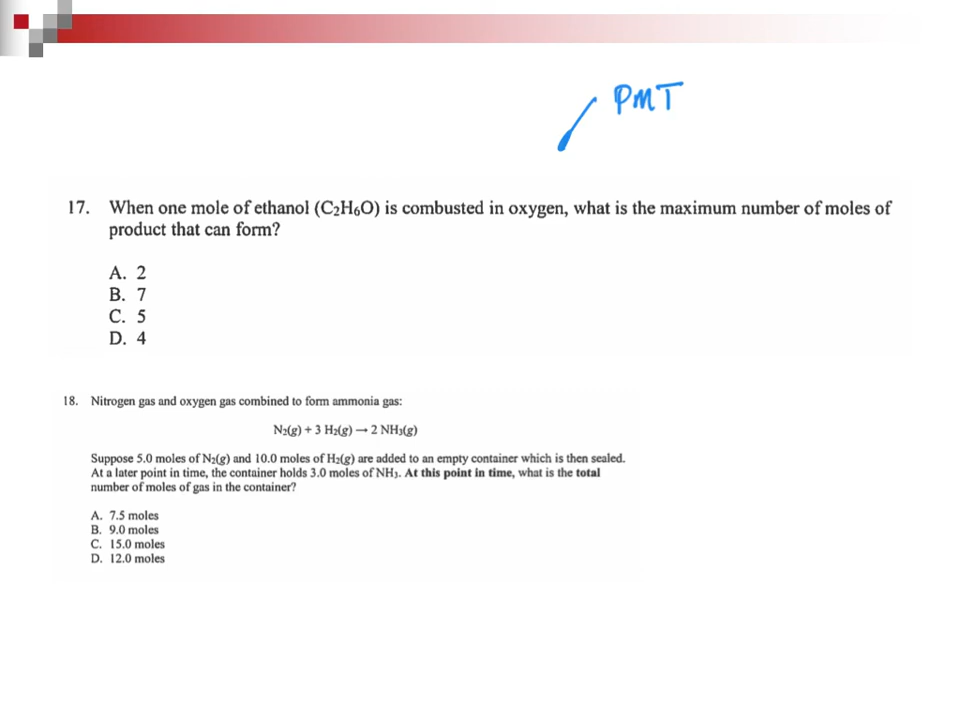 PMT
17. When one mole of ethanol (C₂H₆O) is combusted in oxygen, what is the maximum number of moles of
product that can form?
A. 2
B. 7
C. 5
D. 4
18. Nitrogen gas and oxygen gas combined to form ammonia gas:
N₂(g) + 3 H₂(g) → 2 NH₃(g)
Suppose 5.0 moles of N₂(g) and 10.0 moles of H₂(g) are added to an empty container which is then sealed.
At a later point in time, the container holds 3.0 moles of NH₃. At this point in time, what is the total
number of moles of gas in the container?
A. 7.5 moles
B. 9.0 moles
C. 15.0 moles
D. 12.0 moles